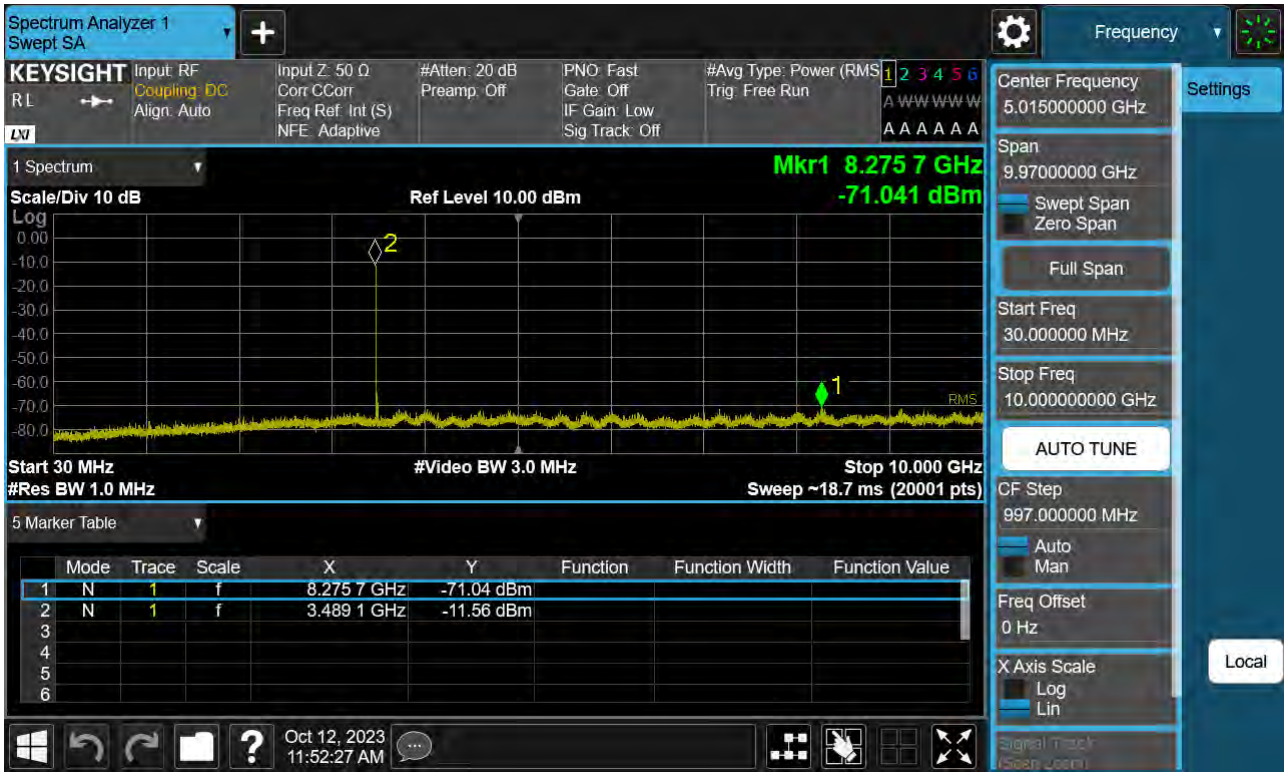 Spectrum Analyzer 1
Swept SA
+
Frequency
KEYSIGHT
RL
LXI
Input: RF
Coupling: DC
Align: Auto
Input Z: 50 Ω
Corr CCorr
Freq Ref: Int (S)
NFE: Adaptive
#Atten: 20 dB
Preamp: Off
PNO: Fast
Gate: Off
IF Gain: Low
Sig Track: Off
#Avg Type: Power (RMS
Trig: Free Run
1 2 3 4 5 6
A W W W W W
A A A A A A
1 Spectrum
Mkr1 8.275 7 GHz
-71.041 dBm
Scale/Div 10 dB
Ref Level 10.00 dBm
Log
0.00
-10.0
-20.0
-30.0
-40.0
-50.0
-60.0
-70.0
-80.0
2
1
RMS
Start 30 MHz
#Video BW 3.0 MHz
Stop 10.000 GHz
#Res BW 1.0 MHz
Sweep ~18.7 ms (20001 pts)
5 Marker Table
Mode Trace Scale X Y Function Function Width Function Value
1 N 1 f 8.275 7 GHz -71.04 dBm
2 N 1 f 3.489 1 GHz -11.56 dBm
3
4
5
6
Center Frequency
5.015000000 GHz
Span
9.97000000 GHz
Swept Span
Zero Span
Full Span
Start Freq
30.000000 MHz
Stop Freq
10.000000000 GHz
AUTO TUNE
CF Step
997.000000 MHz
Auto
Man
Freq Offset
0 Hz
X Axis Scale
Log
Lin
Signal Track
(Span Zoom)
Settings
Local
?
Oct 12, 2023
11:52:27 AM